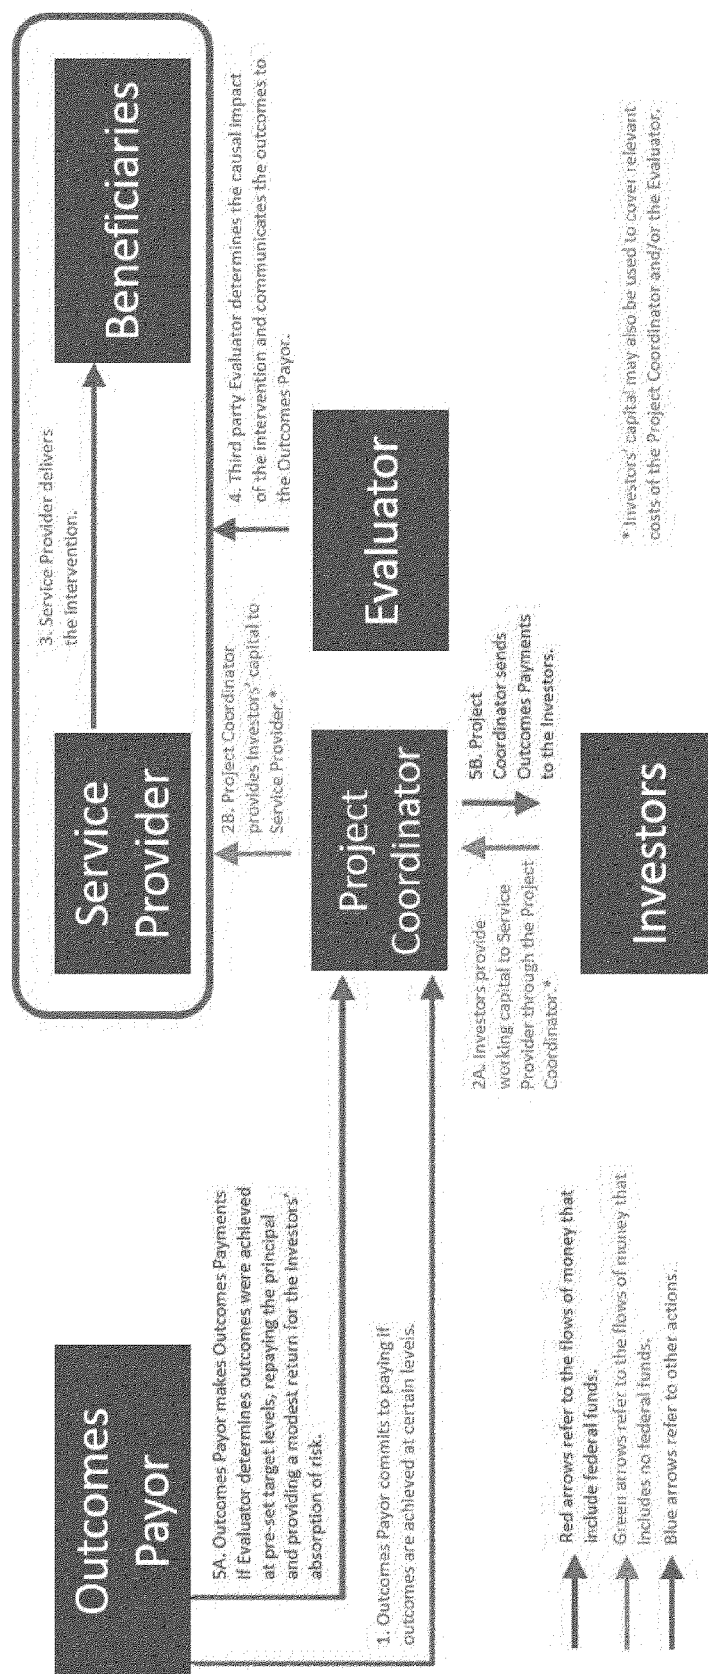 Outcomes
Payor
Service
Provider
3. Service Provider delivers
the intervention.
Beneficiaries
5A. Outcomes Payor makes Outcomes Payments
if Evaluator determines outcomes were achieved
at pre-set target levels, repaying the principal
and providing a modest return for the Investors'
absorption of risk.
2B. Project Coordinator
provides Investors' capital to
Service Provider.*
4. Third party Evaluator determines the causal impact
of the intervention and communicates the outcomes to
the Outcomes Payor.
1. Outcomes Payor commits to paying if
outcomes are achieved at certain levels.
Project
Coordinator
Evaluator
2A. Investors provide
working capital to Service
Provider through the Project
Coordinator.*
5B. Project
Coordinator sends
Outcomes Payments
to the Investors.
Investors
Red arrows refer to the flows of money that
include federal funds.
Green arrows refer to the flows of money that
includes no federal funds.
Blue arrows refer to other actions.
* Investors' capital may also be used to cover relevant
costs of the Project Coordinator and/or the Evaluator.